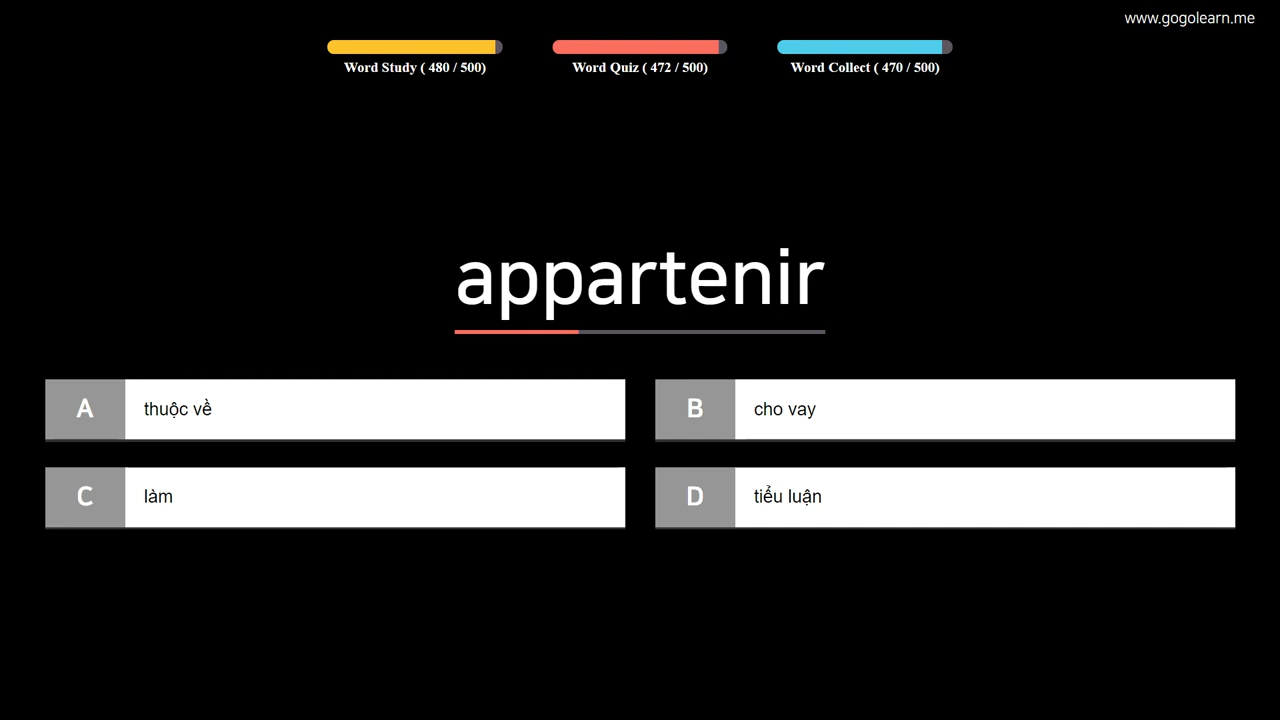 www.gogolearn.me
Word Study ( 480 / 500)
Word Quiz ( 472 / 500)
Word Collect ( 470 / 500)
appartenir
A thuộc về
B cho vay
C làm
D tiểu luận